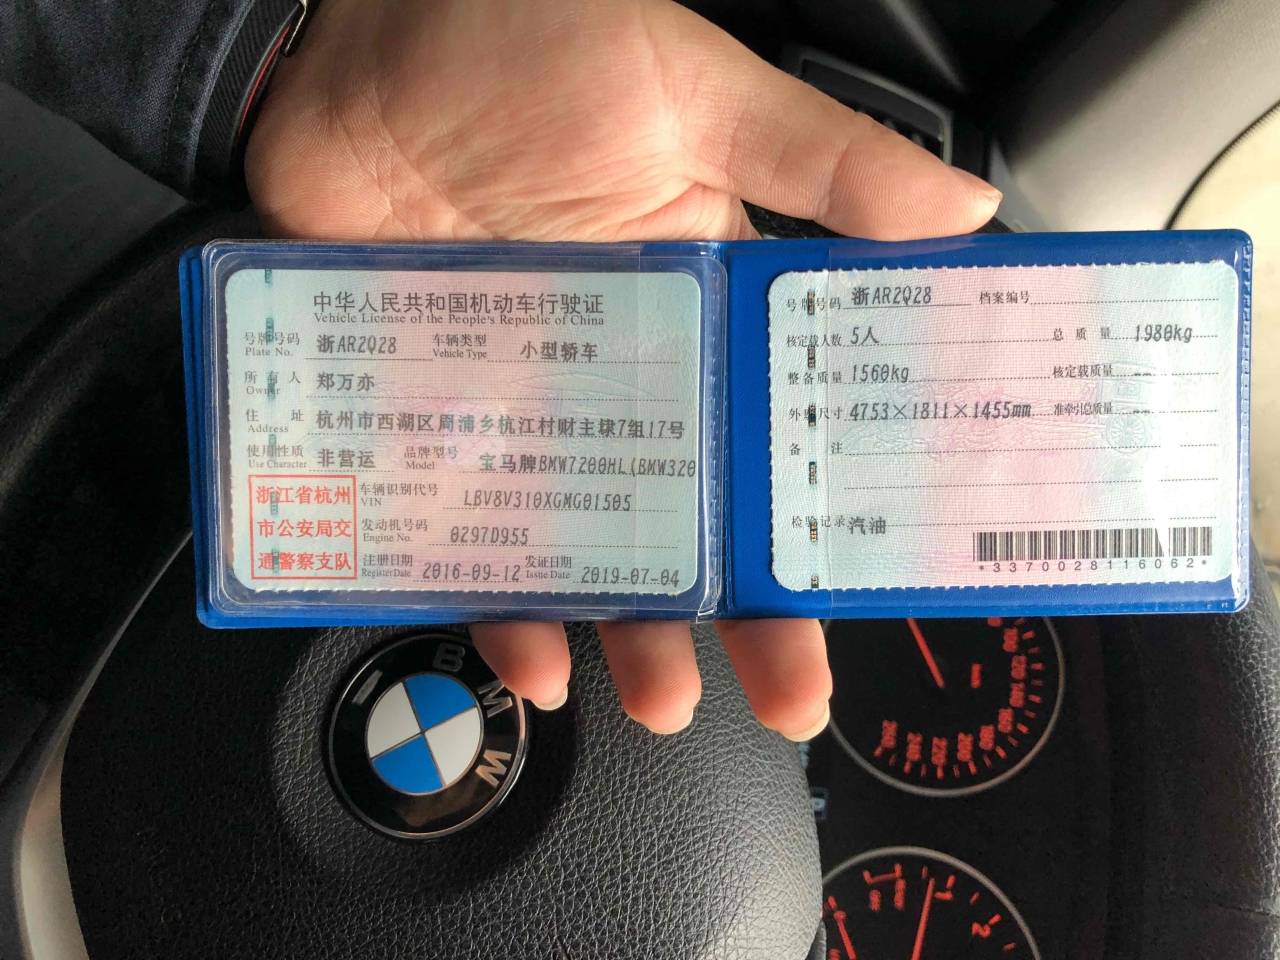 中华人民共和国机动车行驶证
Vehicle License of the People's Republic of China
号牌号码 浙AR2Q28 车辆类型 小型轿车
Plate No. Vehicle Type
所有人 郑万亦
Owner
住址 杭州市西湖区周浦乡杭江村财主埭7组17号
Address
使用性质 非营运 品牌型号 宝马牌BMW7200HL(BMW320
Use Character Model
浙江省杭州
市公安局交
通警察支队
车辆识别代号 LBV8V310XGMG01505
VIN
发动机号码 0297D955
Engine No.
注册日期 2016-09-12 发证日期 2019-07-04
Register Date Issue Date
号牌号码 浙AR2Q28 档案编号
核定载人数 5人 总质量 1980kg
整备质量 1560kg 核定载质量 --
外廓尺寸 4753×1811×1455mm 准牵引总质量 --
备注
检验记录 汽油
*3370028116062*
BMW